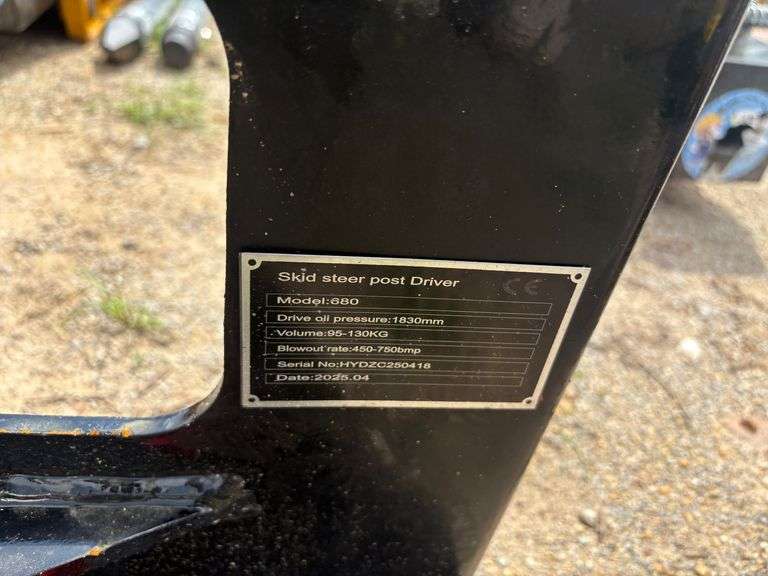 Skid steer post Driver
CE
Model:680
Drive oil pressure:1830mm
Volume:95-130KG
Blowout rate:450-750bmp
Serial No:HYDZC250418
Date:2025.04